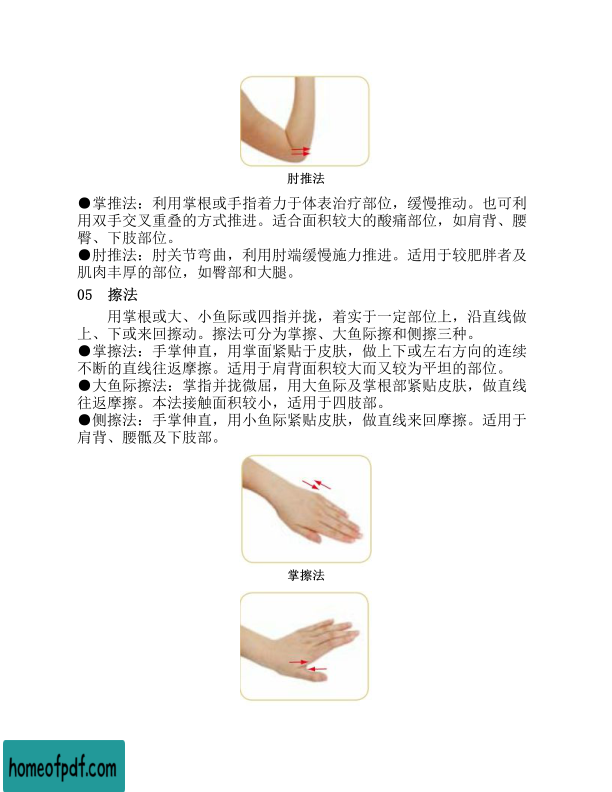 肘推法
●掌推法：利用掌根或手指着力于体表治疗部位，缓慢推动。也可利
用双手交叉重叠的方式推进。适合面积较大的酸痛部位，如肩背、腰
臀、下肢部位。
●肘推法：肘关节弯曲，利用肘端缓慢施力推进。适用于较肥胖者及
肌肉丰厚的部位，如臀部和大腿。
05 擦法
用掌根或大、小鱼际或四指并拢，着实于一定部位上，沿直线做
上、下或来回擦动。擦法可分为掌擦、大鱼际擦和侧擦三种。
●掌擦法：手掌伸直，用掌面紧贴于皮肤，做上下或左右方向的连续
不断的直线往返摩擦。适用于肩背面积较大而又较为平坦的部位。
●大鱼际擦法：掌指并拢微屈，用大鱼际及掌根部紧贴皮肤，做直线
往返摩擦。本法接触面积较小，适用于四肢部。
●侧擦法：手掌伸直，用小鱼际紧贴皮肤，做直线来回摩擦。适用于
肩背、腰骶及下肢部。
掌擦法
homeofpdf.com